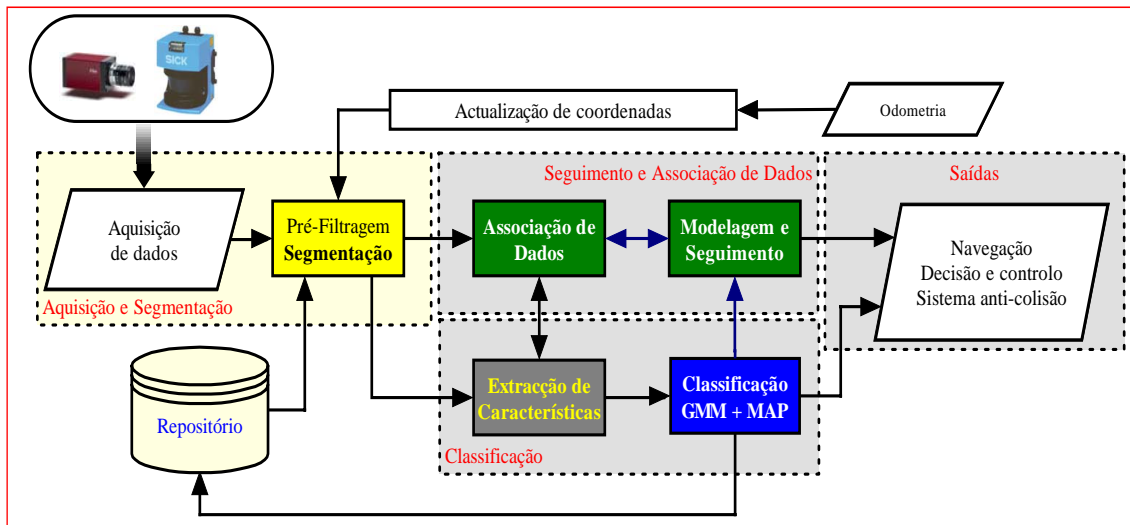 SICK
Actualização de coordenadas
Odometria
Seguimento e Associação de Dados
Saídas
Aquisição
de dados
Pré-Filtragem
Segmentação
Associação de
Dados
Modelagem e
Seguimento
Navegação
Decisão e controlo
Sistema anti-colisão
Aquisição e Segmentação
Repositório
Extracção de
Características
Classificação
GMM + MAP
Classificação